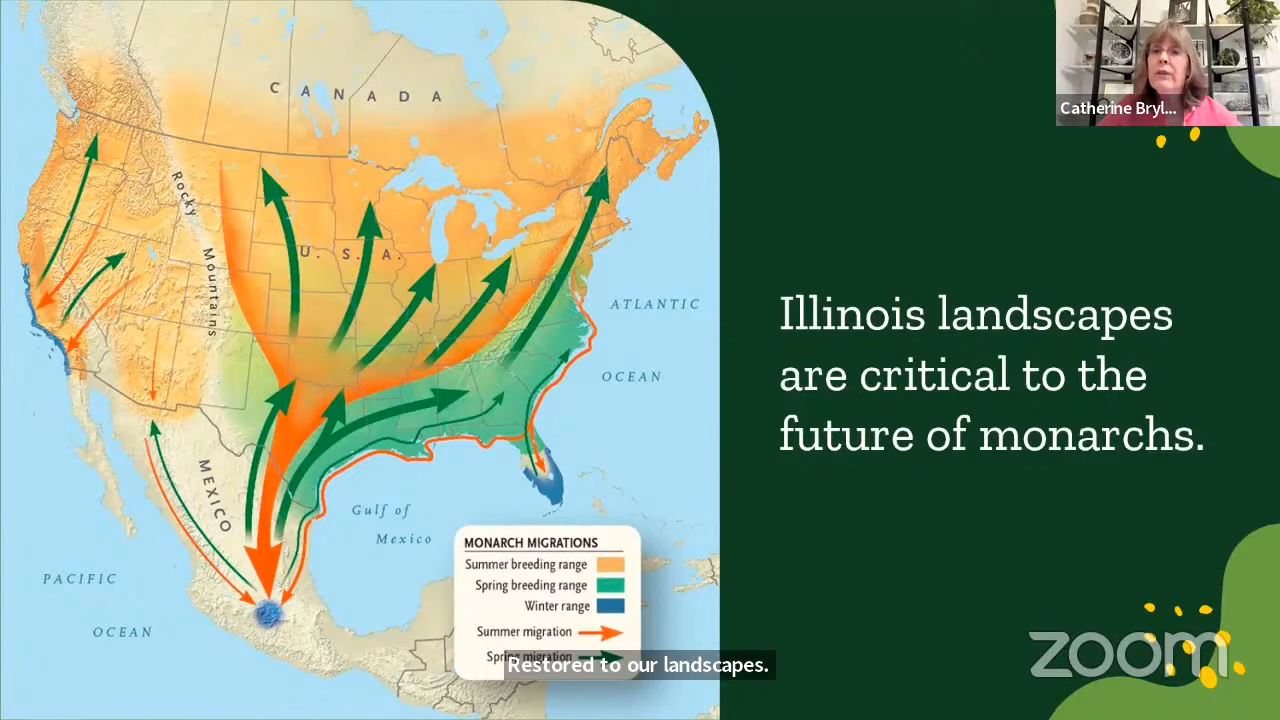 CANADA
Rocky
Mountains
U. S. A.
ATLANTIC
OCEAN
MEXICO
Gulf of
Mexico
PACIFIC
OCEAN
MONARCH MIGRATIONS
Summer breeding range
Spring breeding range
Winter range
Summer migration
Spring migration
Restored to our landscapes.
Catherine Bryl...
Illinois landscapes
are critical to the
future of monarchs.
zoom